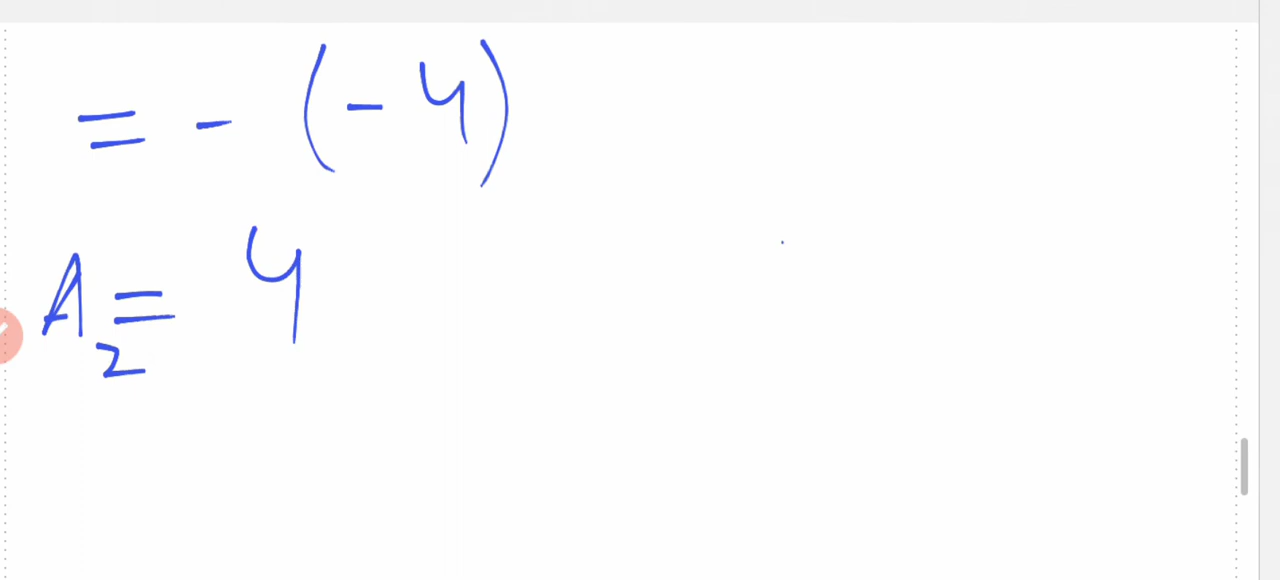 = - (-4)
A₂ = 4